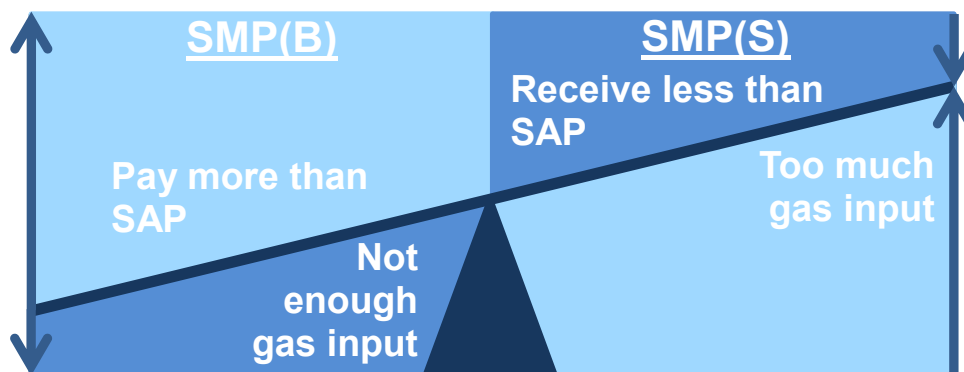 SMP(B)
Pay more than
SAP
Not
enough
gas input
SMP(S)
Receive less than
SAP
Too much
gas input